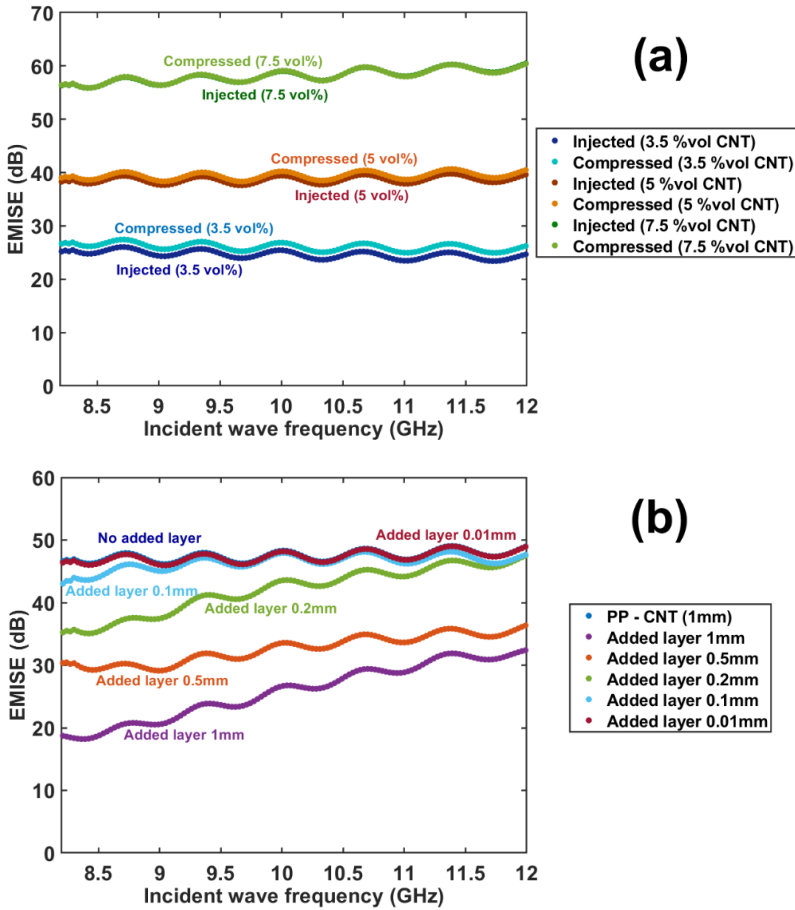 70
60
50
40
30
20
10
0
EMISE (dB)
Compressed (7.5 vol%)
Injected (7.5 vol%)
Compressed (5 vol%)
Injected (5 vol%)
Compressed (3.5 vol%)
Injected (3.5 vol%)
8.5 9 9.5 10 10.5 11 11.5 12
Incident wave frequency (GHz)
(a)
Injected (3.5 %vol CNT)
Compressed (3.5 %vol CNT)
Injected (5 %vol CNT)
Compressed (5 %vol CNT)
Injected (7.5 %vol CNT)
Compressed (7.5 %vol CNT)
60
50
40
30
20
10
0
EMISE (dB)
No added layer
Added layer 0.01mm
Added layer 0.1mm
Added layer 0.2mm
Added layer 0.5mm
Added layer 1mm
8.5 9 9.5 10 10.5 11 11.5 12
Incident wave frequency (GHz)
(b)
PP - CNT (1mm)
Added layer 1mm
Added layer 0.5mm
Added layer 0.2mm
Added layer 0.1mm
Added layer 0.01mm